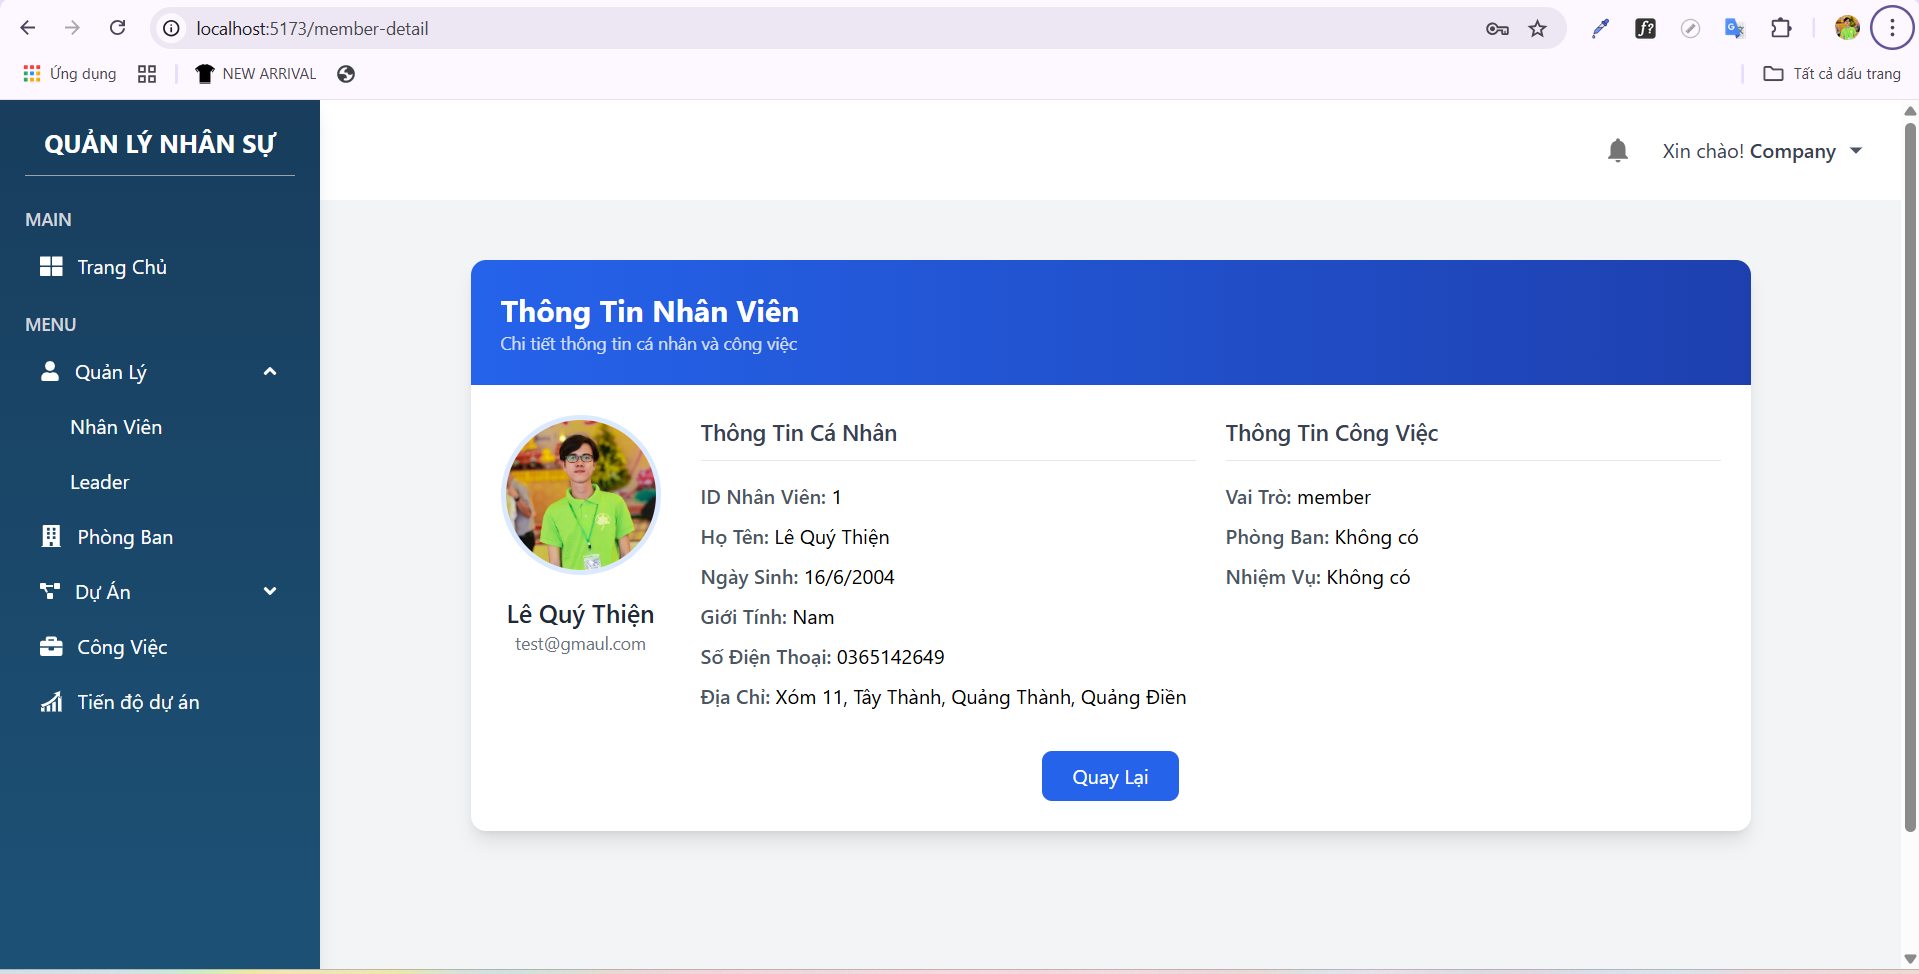 localhost:5173/member-detail
Ứng dụng
NEW ARRIVAL
Tất cả dấu trang
QUẢN LÝ NHÂN SỰ
Xin chào! Company
MAIN
Trang Chủ
MENU
Quản Lý
Nhân Viên
Leader
Phòng Ban
Dự Án
Công Việc
Tiến độ dự án
Thông Tin Nhân Viên
Chi tiết thông tin cá nhân và công việc
Lê Quý Thiện
test@gmaul.com
Thông Tin Cá Nhân
ID Nhân Viên: 1
Họ Tên: Lê Quý Thiện
Ngày Sinh: 16/6/2004
Giới Tính: Nam
Số Điện Thoại: 0365142649
Địa Chỉ: Xóm 11, Tây Thành, Quảng Thành, Quảng Điền
Thông Tin Công Việc
Vai Trò: member
Phòng Ban: Không có
Nhiệm Vụ: Không có
Quay Lại